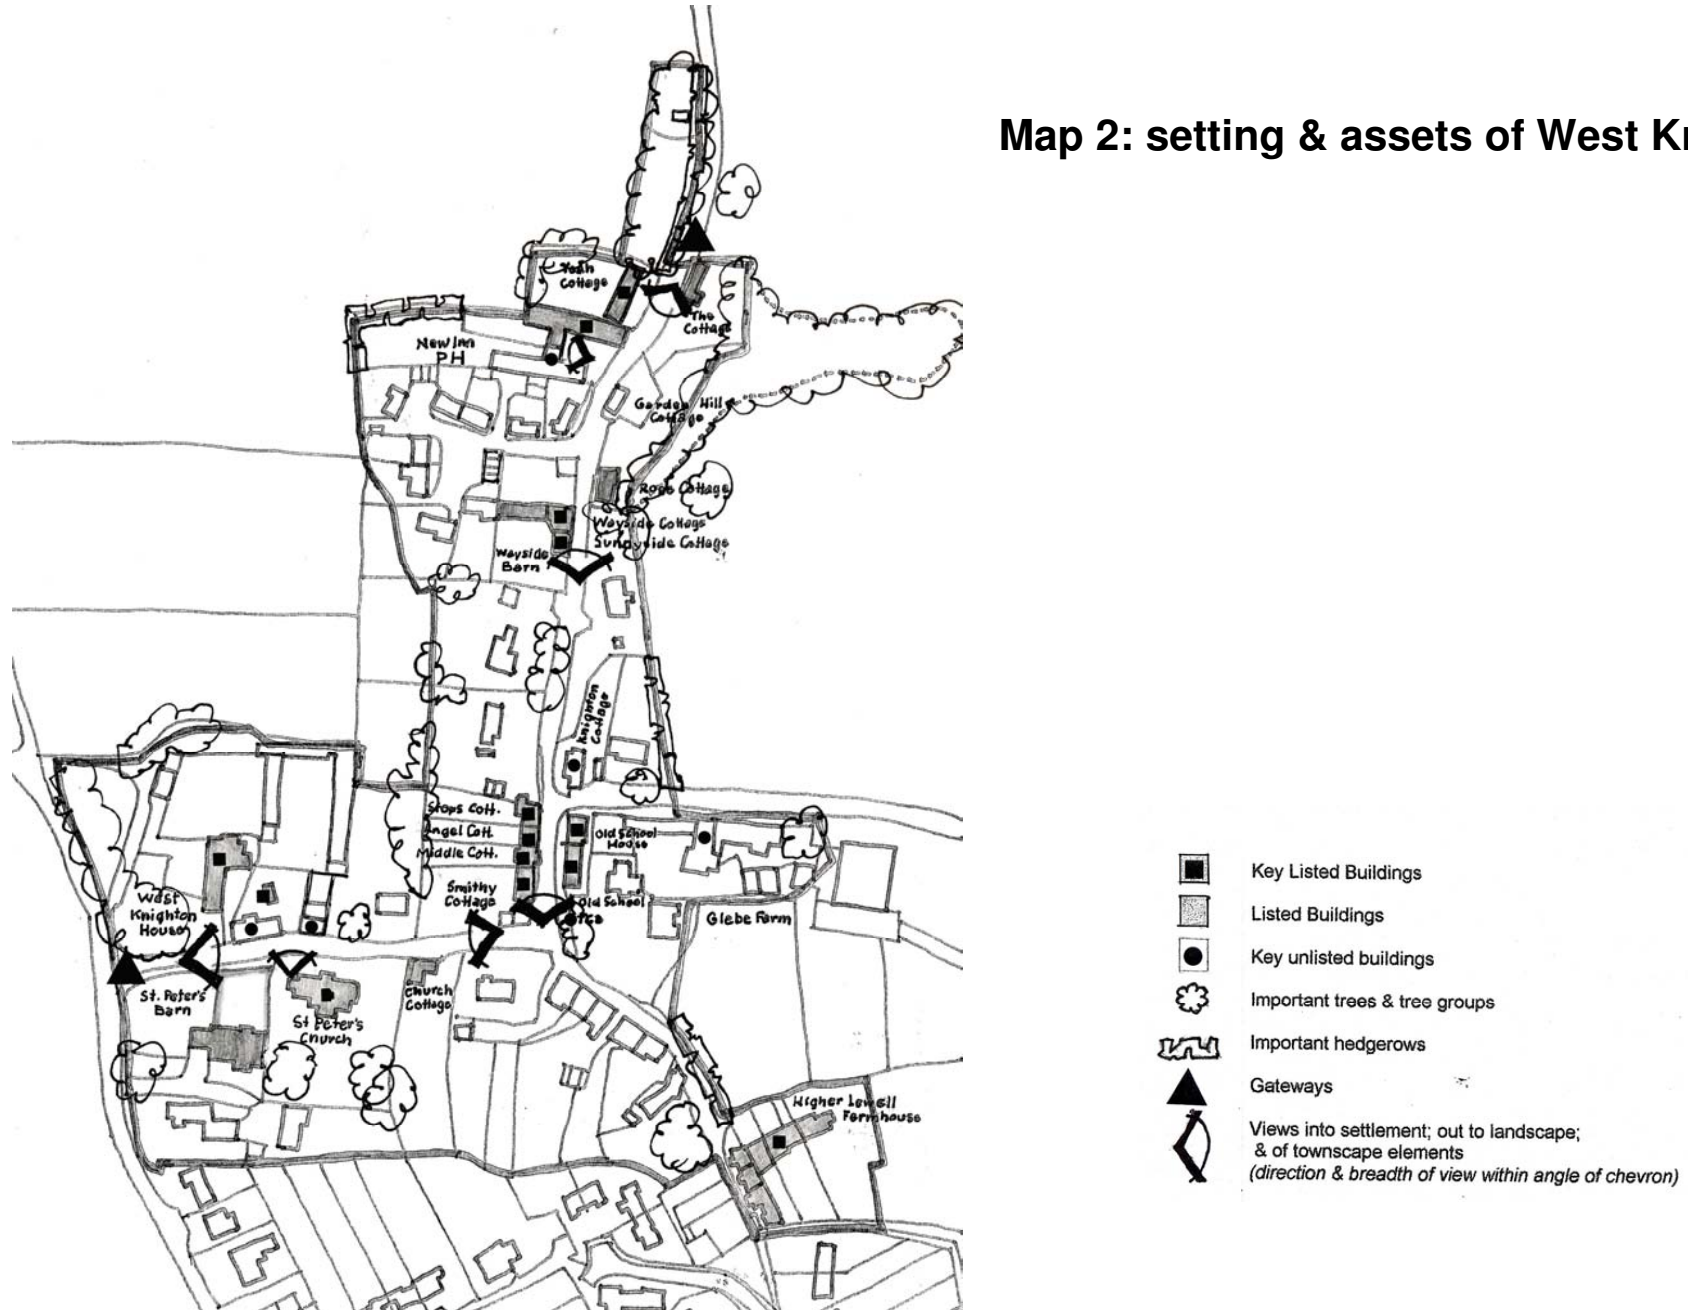 Map 2: setting & assets of West Kn
Yoah
Cottage
The
Cottage
New Inn
PH
Garden Hill
Cottage
Rose Cottage
Wayside Cottage
Sunnyside Cottage
Wayside
Barn
Knighton
Cottage
Stops Cott.
Angel Cott.
Middle Cott.
Old School
House
Smithy
Cottage
Old School
Glebe Farm
West
Knighton
House
St. Peter's
Barn
St Peter's
Church
Church
Cottage
Higher Lewell
Farmhouse
Key Listed Buildings
Listed Buildings
Key unlisted buildings
Important trees & tree groups
Important hedgerows
Gateways
Views into settlement; out to landscape;
& of townscape elements
(direction & breadth of view within angle of chevron)